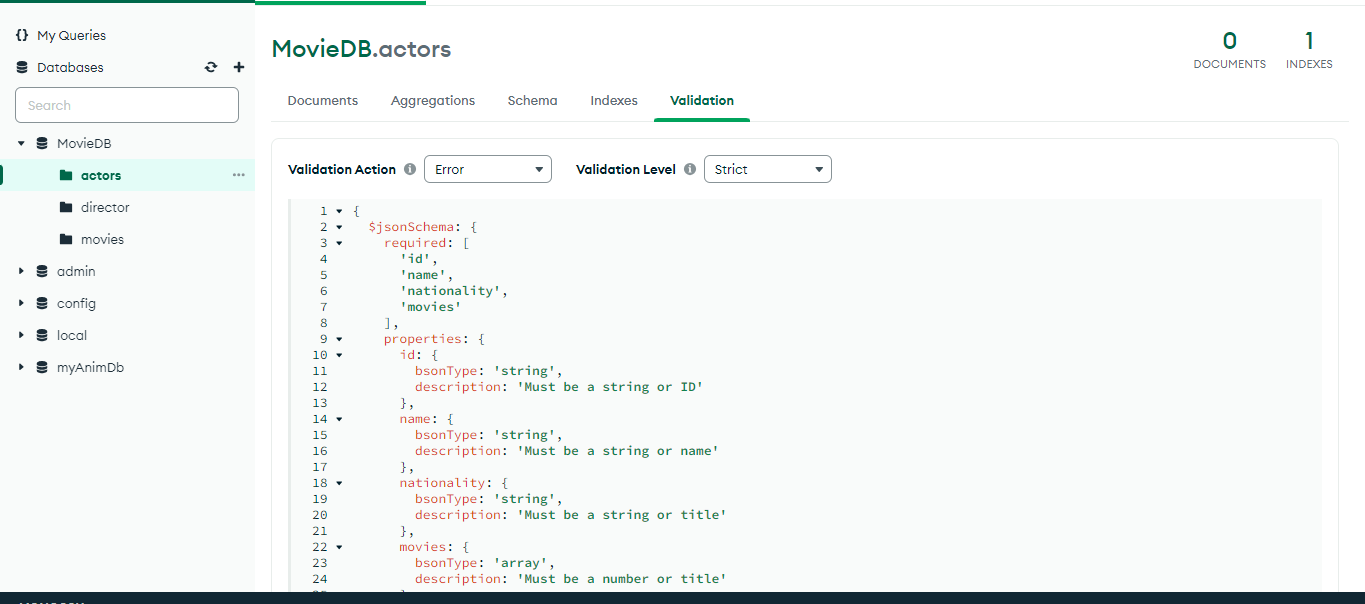 {} My Queries
Databases
Search
MovieDB
actors
director
movies
admin
config
local
myAnimDb
MovieDB.actors
0
DOCUMENTS
1
INDEXES
Documents Aggregations Schema Indexes Validation
Validation Action Error Validation Level Strict
1 {
2 $jsonSchema: {
3 required: [
4 'id',
5 'name',
6 'nationality',
7 'movies'
8 ],
9 properties: {
10 id: {
11 bsonType: 'string',
12 description: 'Must be a string or ID'
13 },
14 name: {
15 bsonType: 'string',
16 description: 'Must be a string or name'
17 },
18 nationality: {
19 bsonType: 'string',
20 description: 'Must be a string or title'
21 },
22 movies: {
23 bsonType: 'array',
24 description: 'Must be a number or title'